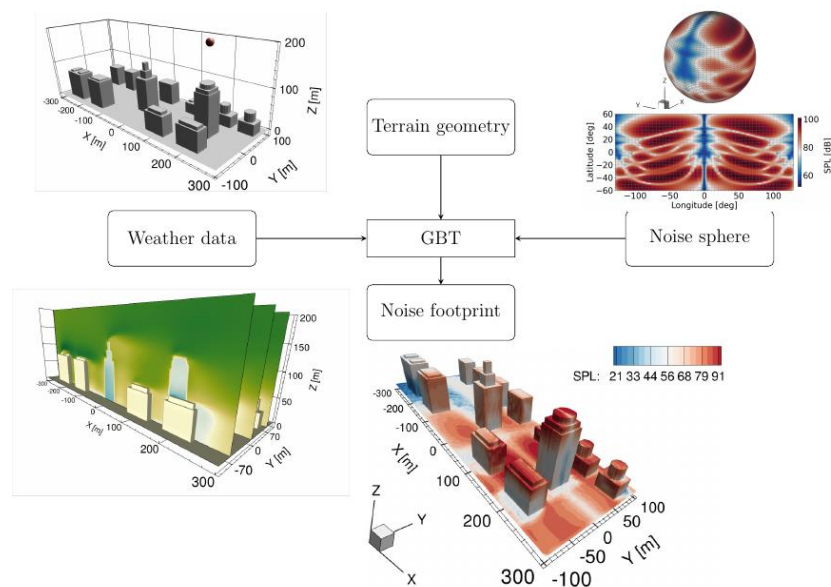 200
100
0
Z [m]
-300
-200
-100
0
100
200
300
X [m]
-100
0
100
Y [m]
Terrain geometry
Z
Y
X
60
40
20
0
-20
-40
-60
Latitude [deg]
-100
-50
0
50
100
Longitude [deg]
100
80
60
SPL [dB]
Weather data
GBT
Noise sphere
Noise footprint
200
150
100
50
0
Z [m]
-300
-200
-100
0
100
200
300
X [m]
-70
0
70
Y [m]
SPL: 21 33 44 56 68 79 91
-300
-200
-100
0
100
200
300
X [m]
-100
-50
0
50
100
Y [m]
Z
Y
X